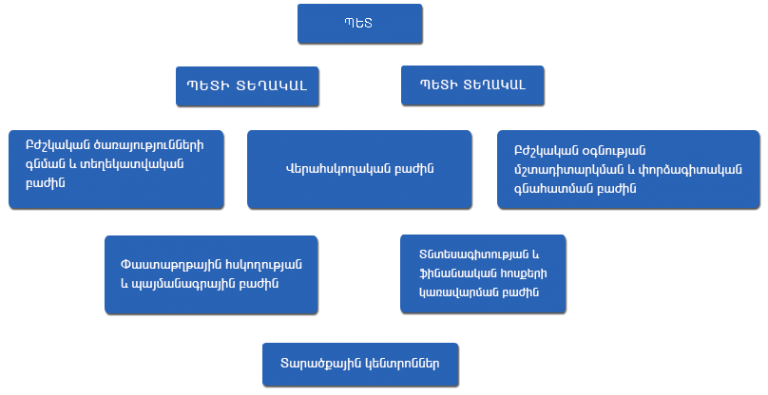 ՊԵՏ
ՊԵՏԻ ՏԵՂԱԿԱԼ
ՊԵՏԻ ՏԵՂԱԿԱԼ
Բժշկական ծառայությունների
գնման և տեղեկատվական
բաժին
Վերահսկողական բաժին
Բժշկական օգնության
մշտադիտարկման և փորձագիտական
գնահատման բաժին
Փաստաթղթային հսկողության
և պայմանագրային բաժին
Տնտեսագիտության և
ֆինանսական հոսքերի
կառավարման բաժին
Տարածքային կենտրոններ